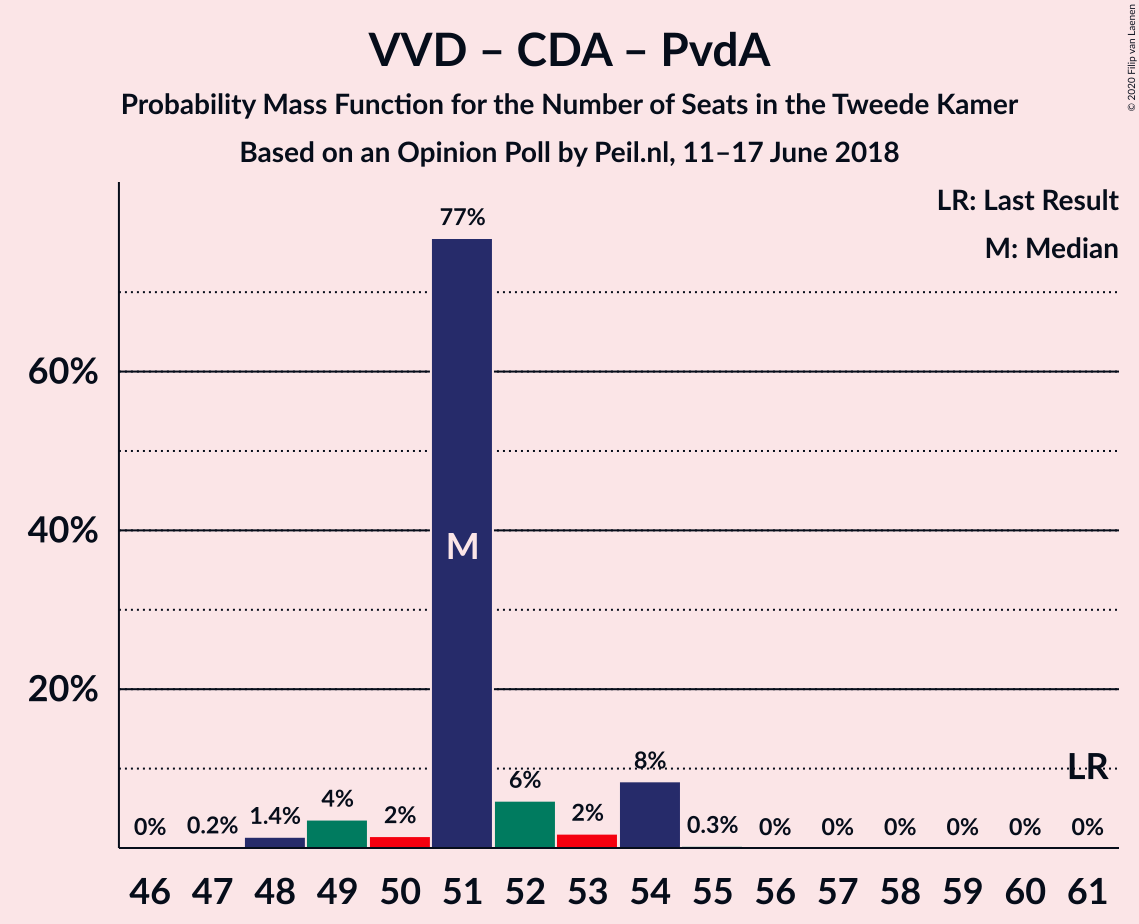 VVD – CDA – PvdA
Probability Mass Function for the Number of Seats in the Tweede Kamer
Based on an Opinion Poll by Peil.nl, 11–17 June 2018
© 2020 Filip van Laenen
LR: Last Result
M: Median
77%
60%
40%
M
20%
LR
8%
6%
4%
2%
2%
1.4%
0.2%
0%
0.3%
0%
0%
0%
0%
0%
0%
46 47 48 49 50 51 52 53 54 55 56 57 58 59 60 61